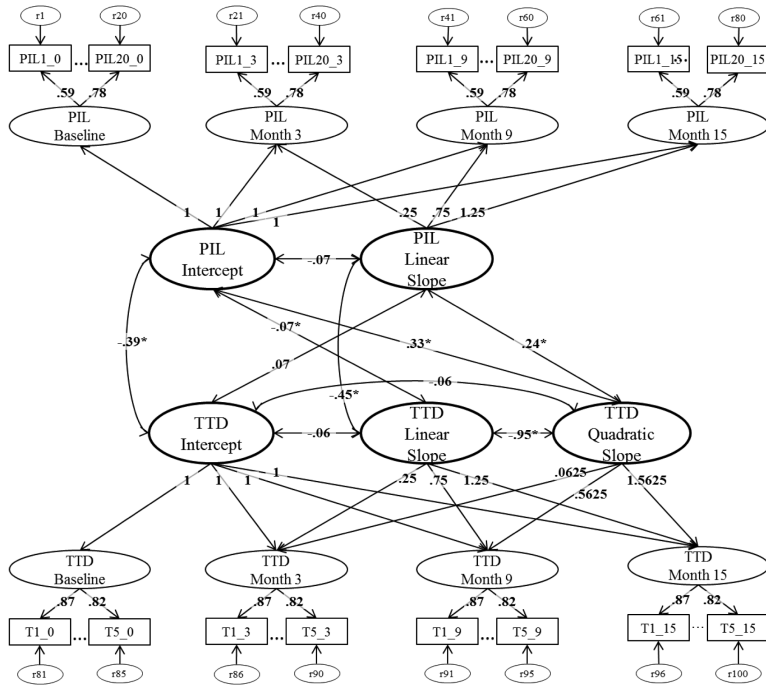 r1 r20 r21 r40 r41 r60 r61 r80
PIL1_0 ... PIL20_0 PIL1_3 ... PIL20_3 PIL1_9 ... PIL20_9 PIL1_15 .. PIL20_15
.59 .78 .59 .78 .59 .78 .59 .78
PIL PIL PIL PIL
Baseline Month 3 Month 9 Month 15
1 1 1 1 .25 .75 1.25
PIL PIL
Intercept -.07 Linear
Slope
-.39* -.07* .33* .24*
.07
-.06
-.45*
TTD TTD TTD
Intercept -.06 Linear -.95* Quadratic
Slope Slope
1 1 1 1 .25 .75 1.25 .0625 .5625 1.5625
TTD TTD TTD TTD
Baseline Month 3 Month 9 Month 15
.87 .82 .87 .82 .87 .82 .87 .82
T1_0 ... T5_0 T1_3 ... T5_3 T1_9 ... T5_9 T1_15 ... T5_15
r81 r85 r86 r90 r91 r95 r96 r100